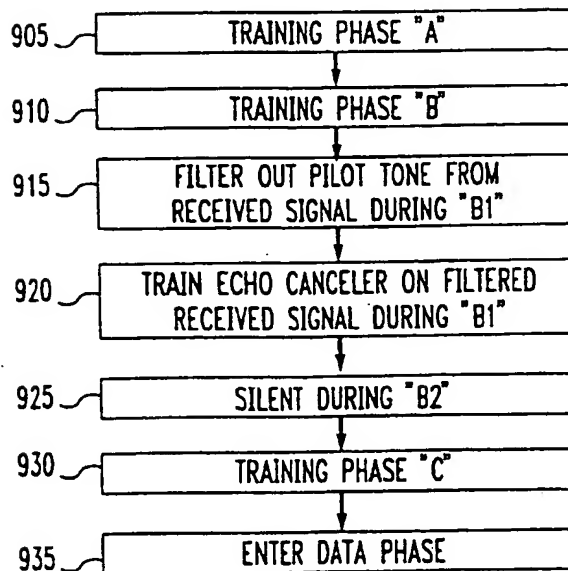 905 TRAINING PHASE "A"
910 TRAINING PHASE "B"
915 FILTER OUT PILOT TONE FROM
RECEIVED SIGNAL DURING "B1"
920 TRAIN ECHO CANCELER ON FILTERED
RECEIVED SIGNAL DURING "B1"
925 SILENT DURING "B2"
930 TRAINING PHASE "C"
935 ENTER DATA PHASE